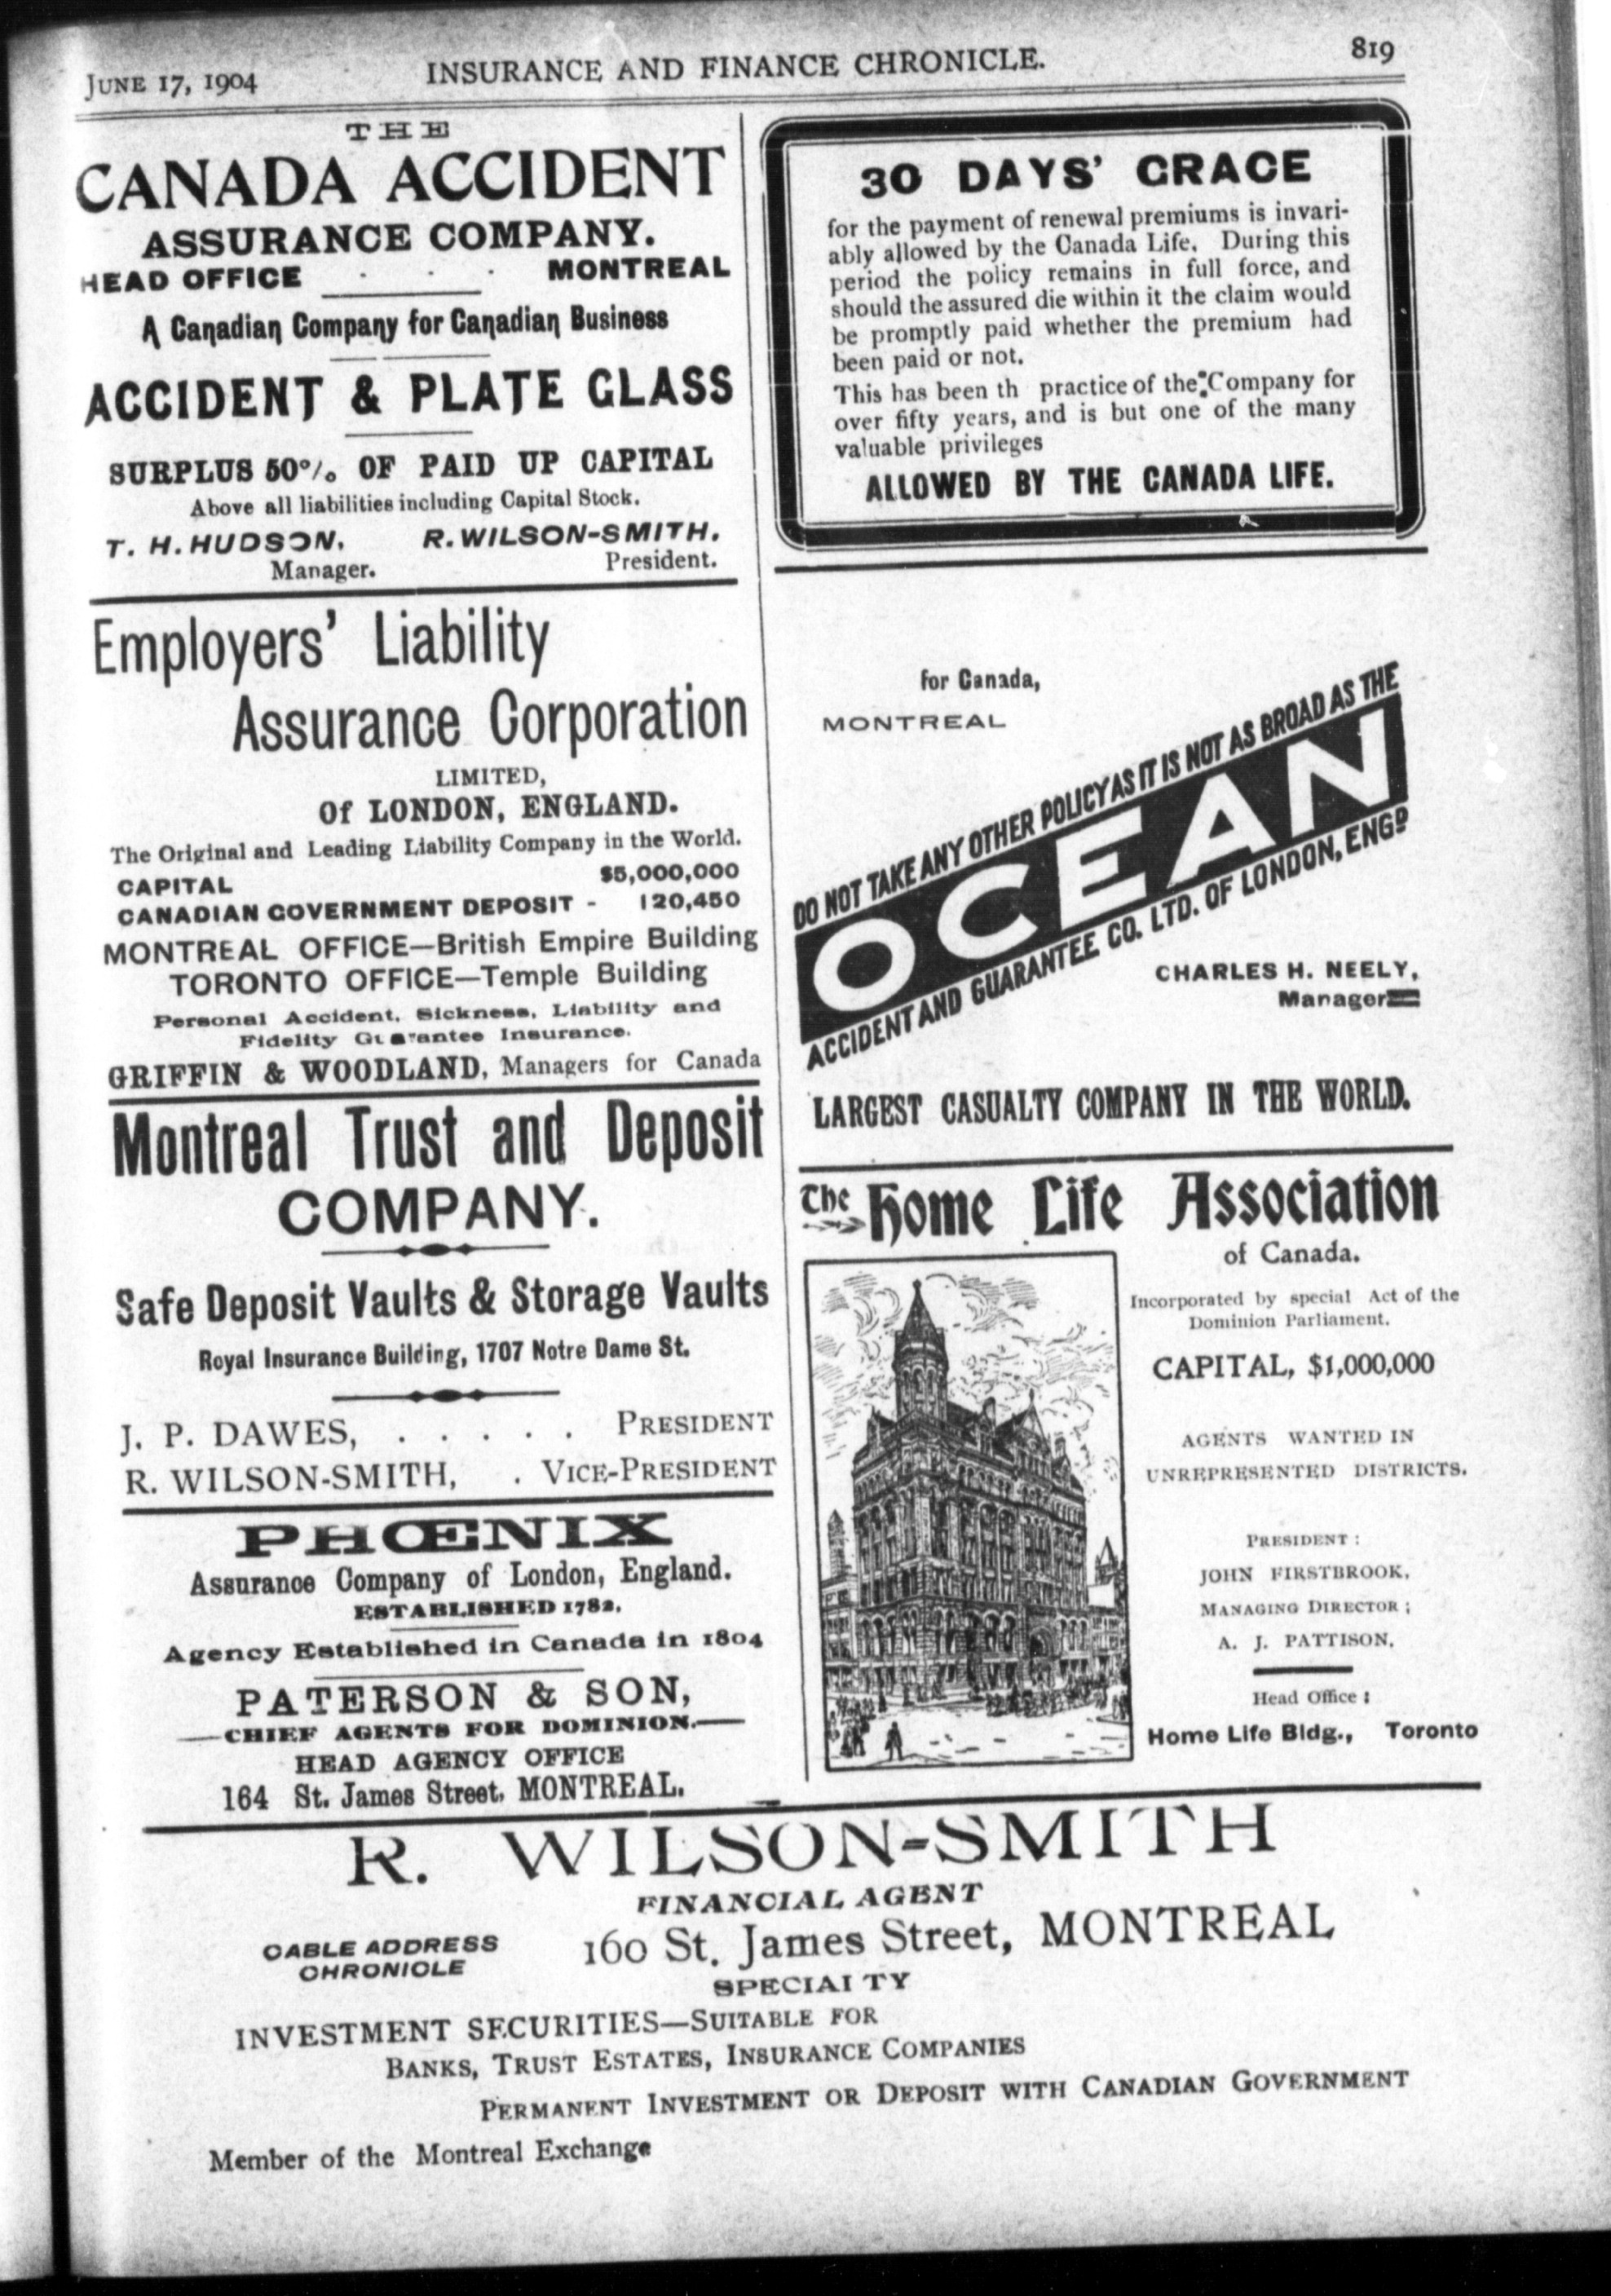 JUNE 17, 1904
INSURANCE AND FINANCE CHRONICLE.
819
THE
CANADA ACCIDENT
ASSURANCE COMPANY.
HEAD OFFICE . . . MONTREAL
A Canadian Company for Canadian Business
ACCIDENT & PLATE GLASS
SURPLUS 50% OF PAID UP CAPITAL
Above all liabilities including Capital Stock.
T. H. HUDSON, R. WILSON-SMITH,
Manager. President.
Employers' Liability
Assurance Corporation
LIMITED,
Of LONDON, ENGLAND.
The Original and Leading Liability Company in the World.
CAPITAL $5,000,000
CANADIAN GOVERNMENT DEPOSIT - 120,450
MONTREAL OFFICE—British Empire Building
TORONTO OFFICE—Temple Building
Personal Accident, Sickness, Liability and
Fidelity Guarantee Insurance.
GRIFFIN & WOODLAND, Managers for Canada
Montreal Trust and Deposit
COMPANY.
Safe Deposit Vaults & Storage Vaults
Royal Insurance Building, 1707 Notre Dame St.
J. P. DAWES, . . . . . PRESIDENT
R. WILSON-SMITH, . VICE-PRESIDENT
PHŒNIX
Assurance Company of London, England.
ESTABLISHED 1782.
Agency Established in Canada in 1804
PATERSON & SON,
—CHIEF AGENTS FOR DOMINION.—
HEAD AGENCY OFFICE
164 St. James Street, MONTREAL.
30 DAYS' GRACE
for the payment of renewal premiums is invari-
ably allowed by the Canada Life. During this
period the policy remains in full force, and
should the assured die within it the claim would
be promptly paid whether the premium had
been paid or not.
This has been th practice of the Company for
over fifty years, and is but one of the many
valuable privileges
ALLOWED BY THE CANADA LIFE.
for Canada,
MONTREAL
DO NOT TAKE ANY OTHER POLICY AS IT IS NOT AS BROAD AS THE
OCEAN
ACCIDENT AND GUARANTEE CO. LTD. OF LONDON, ENGD
CHARLES H. NEELY,
Manager
LARGEST CASUALTY COMPANY IN THE WORLD.
The Home Life Association
of Canada.
Incorporated by special Act of the
Dominion Parliament.
CAPITAL, $1,000,000
AGENTS WANTED IN
UNREPRESENTED DISTRICTS.
PRESIDENT:
JOHN FIRSTBROOK,
MANAGING DIRECTOR;
A. J. PATTISON,
Head Office:
Home Life Bldg., Toronto
R. WILSON-SMITH
FINANCIAL AGENT
CABLE ADDRESS
CHRONICLE
160 St. James Street, MONTREAL
SPECIALTY
INVESTMENT SECURITIES—SUITABLE FOR
BANKS, TRUST ESTATES, INSURANCE COMPANIES
PERMANENT INVESTMENT OR DEPOSIT WITH CANADIAN GOVERNMENT
Member of the Montreal Exchange